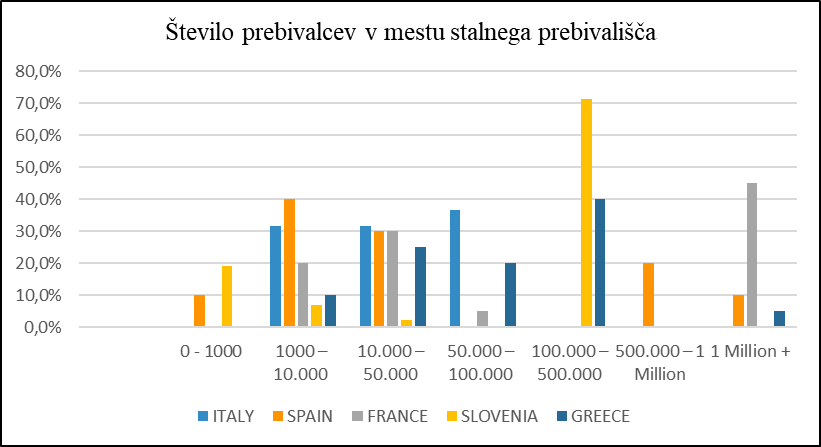 Število prebivalcev v mestu stalnega prebivališča
80,0%
70,0%
60,0%
50,0%
40,0%
30,0%
20,0%
10,0%
0,0%
0 - 1000
1000 –
10.000
10.000 –
50.000
50.000 –
100.000
100.000 –
500.000
500.000 – 1
Million
1 Million +
ITALY SPAIN FRANCE SLOVENIA GREECE